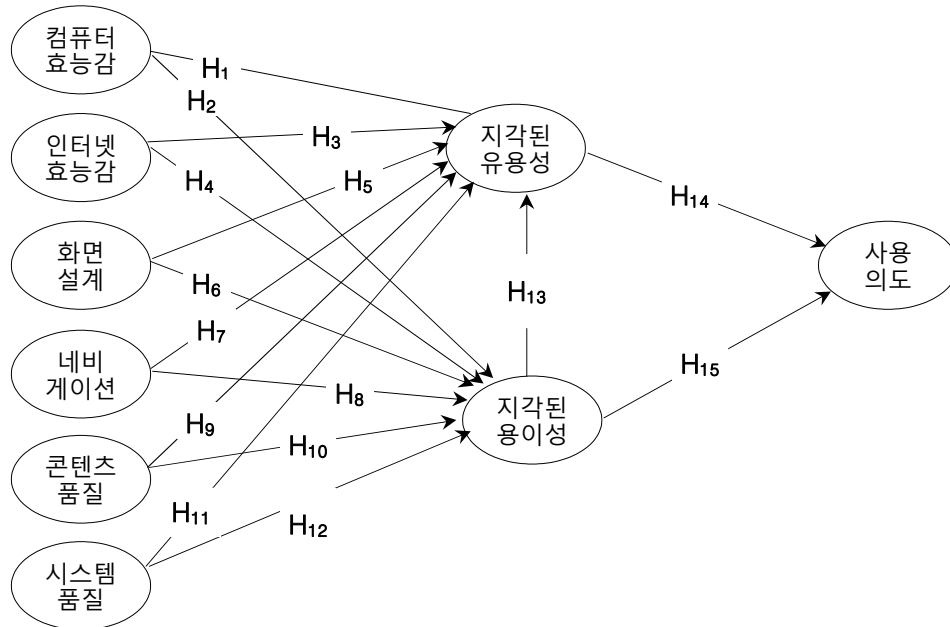 컴퓨터
효능감
H1
H2
인터넷
효능감
H3
H4
지각된
유용성
화면
설계
H5
H6
H14
사용
의도
네비
게이션
H7
H8
H13
H15
지각된
용이성
콘텐츠
품질
H9
H10
시스템
품질
H11
H12